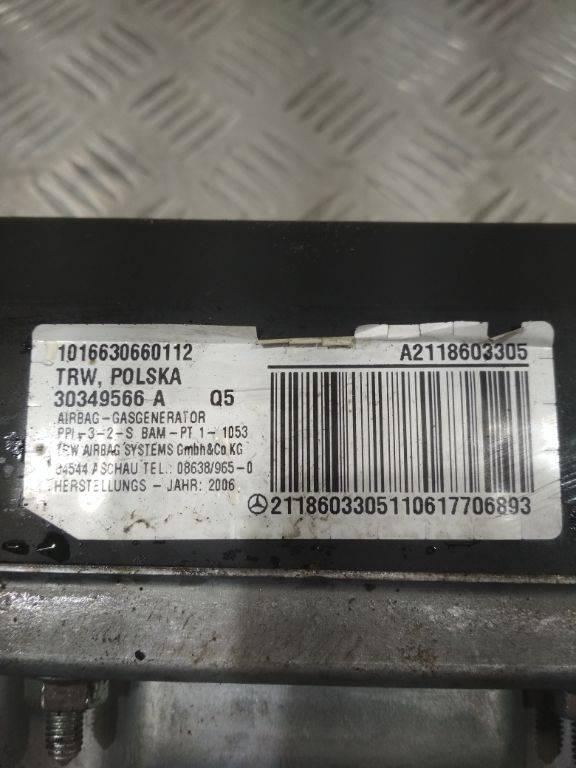 1016630660112
TRW, POLSKA
30349566 A Q5
AIRBAG-GASGENERATOR
PPI-3-2-S BAM-PT 1- 1053
TRW AIRBAG SYSTEMS GmbH&Co KG
84544 ASCHAU TEL.: 08638/965-0
HERSTELLUNGS - JAHR: 2006
A2118603305
2118603305110617706893